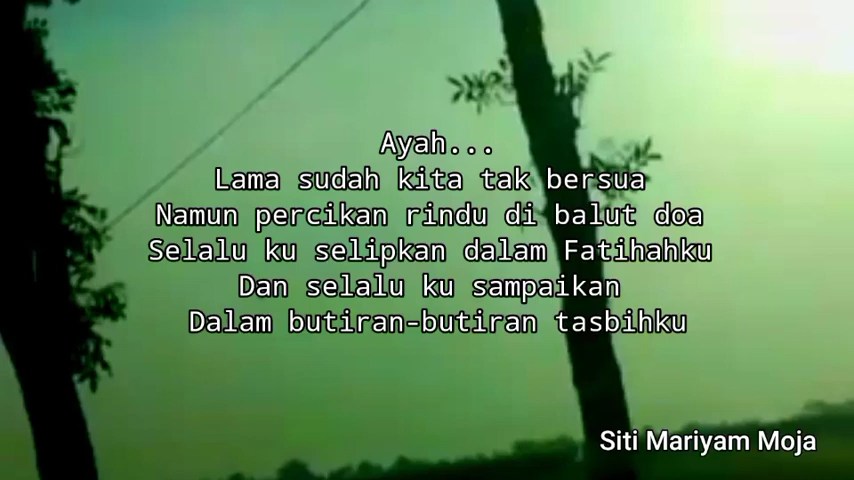 Ayah...
Lama sudah kita tak bersua
Namun percikan rindu di balut doa
Selalu ku selipkan dalam Fatihahku
Dan selalu ku sampaikan
Dalam butiran-butiran tasbihku
Siti Mariyam Moja